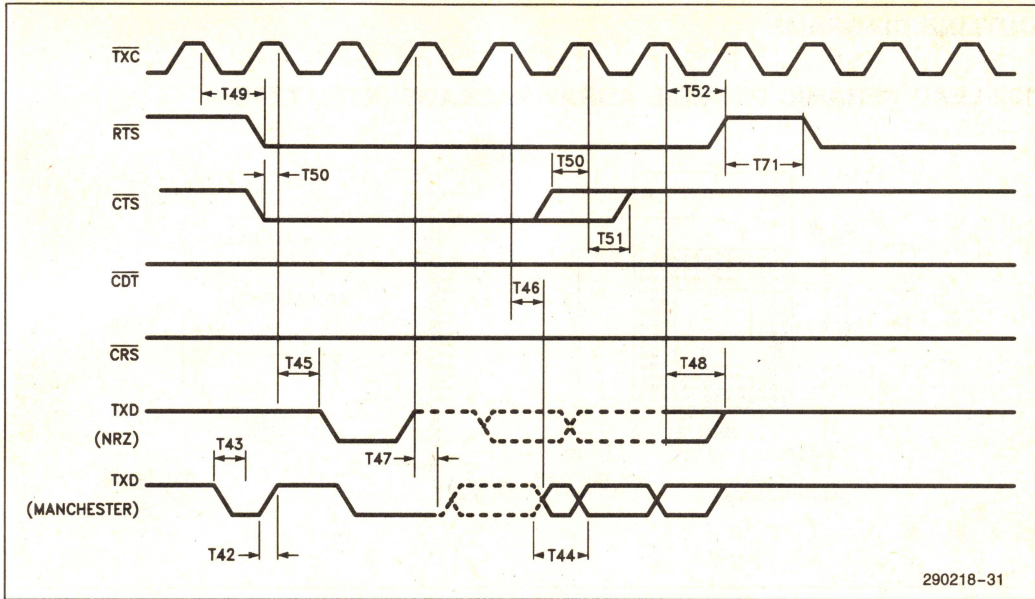 TXC
T49
T52
RTS
T50
T50
T71
CTS
T51
CDT
T46
CRS
T45
T48
TXD
(NRZ)
T43
T47
TXD
(MANCHESTER)
T42
T44
290218-31